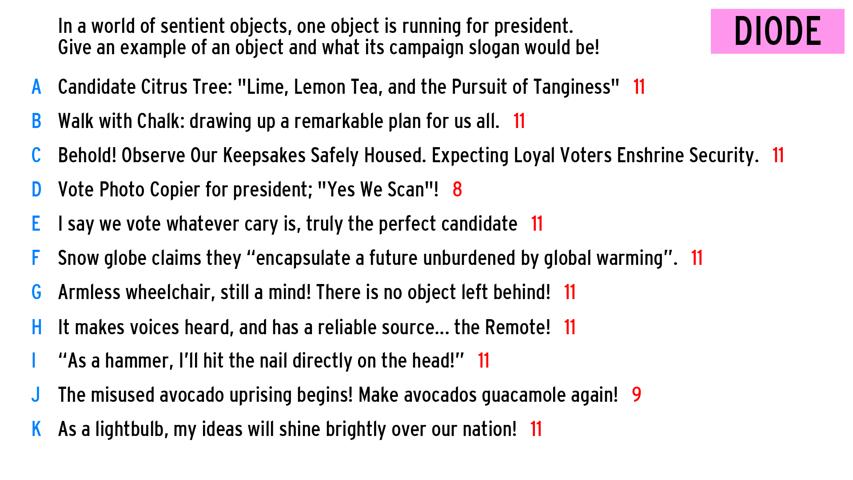 In a world of sentient objects, one object is running for president.
Give an example of an object and what its campaign slogan would be!
DIODE
A Candidate Citrus Tree: "Lime, Lemon Tea, and the Pursuit of Tanginess" 11
B Walk with Chalk: drawing up a remarkable plan for us all. 11
C Behold! Observe Our Keepsakes Safely Housed. Expecting Loyal Voters Enshrine Security. 11
D Vote Photo Copier for president; "Yes We Scan"! 8
E I say we vote whatever cary is, truly the perfect candidate 11
F Snow globe claims they “encapsulate a future unburdened by global warming”. 11
G Armless wheelchair, still a mind! There is no object left behind! 11
H It makes voices heard, and has a reliable source... the Remote! 11
I “As a hammer, I’ll hit the nail directly on the head!” 11
J The misused avocado uprising begins! Make avocados guacamole again! 9
K As a lightbulb, my ideas will shine brightly over our nation! 11